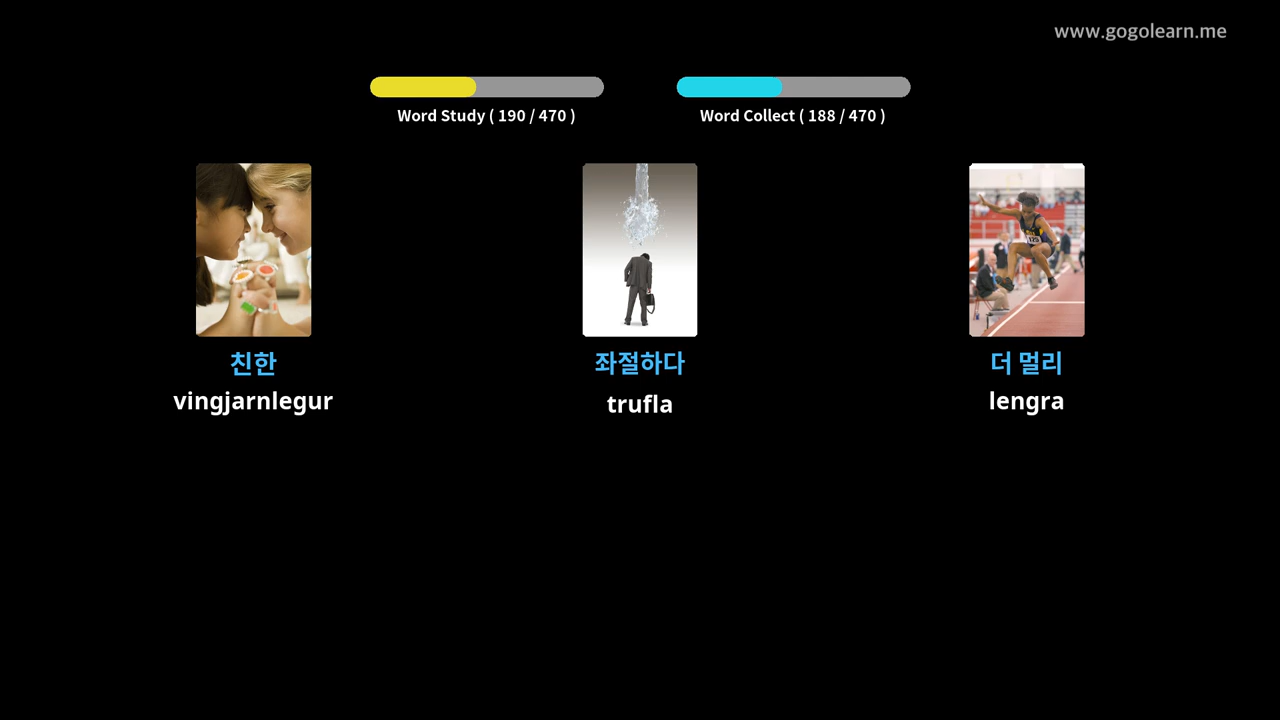 www.gogolearn.me
Word Study ( 190 / 470 )
Word Collect ( 188 / 470 )
친한
좌절하다
더 멀리
vingjarnlegur
trufla
lengra